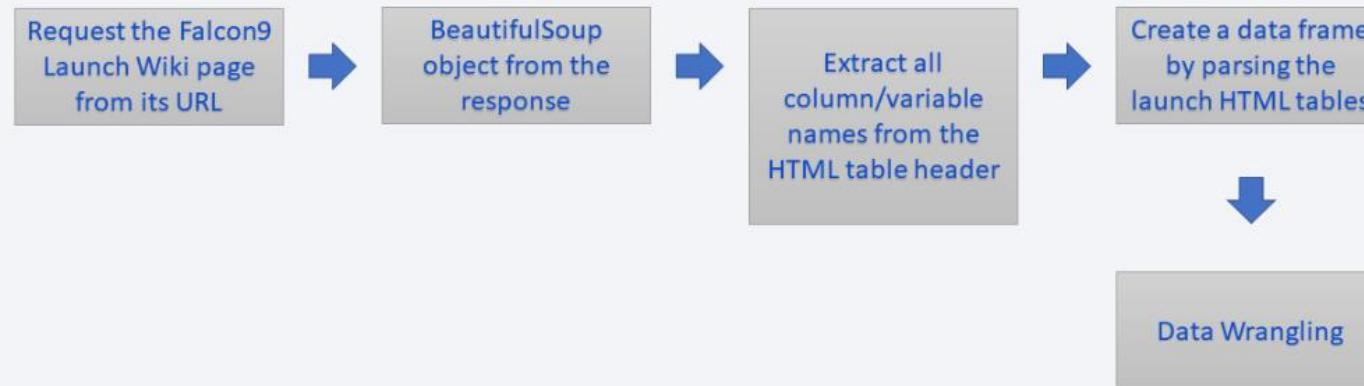 Request the Falcon9
Launch Wiki page
from its URL
BeautifulSoup
object from the
response
Extract all
column/variable
names from the
HTML table header
Create a data frame
by parsing the
launch HTML tables
Data Wrangling